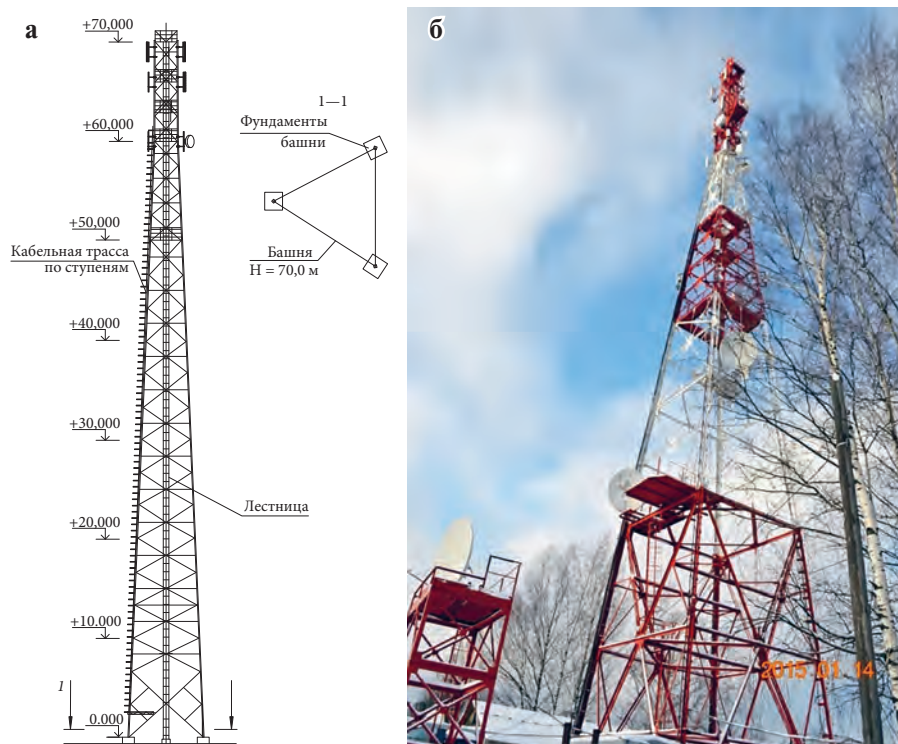 а
+70,000
+60,000
+50,000
Кабельная трасса
по ступеням
+40,000
+30,000
+20,000
+10.000
0.000
1
Лестница
1—1
Фундаменты
башни
Башня
H = 70,0 м
б
2015 01. 14